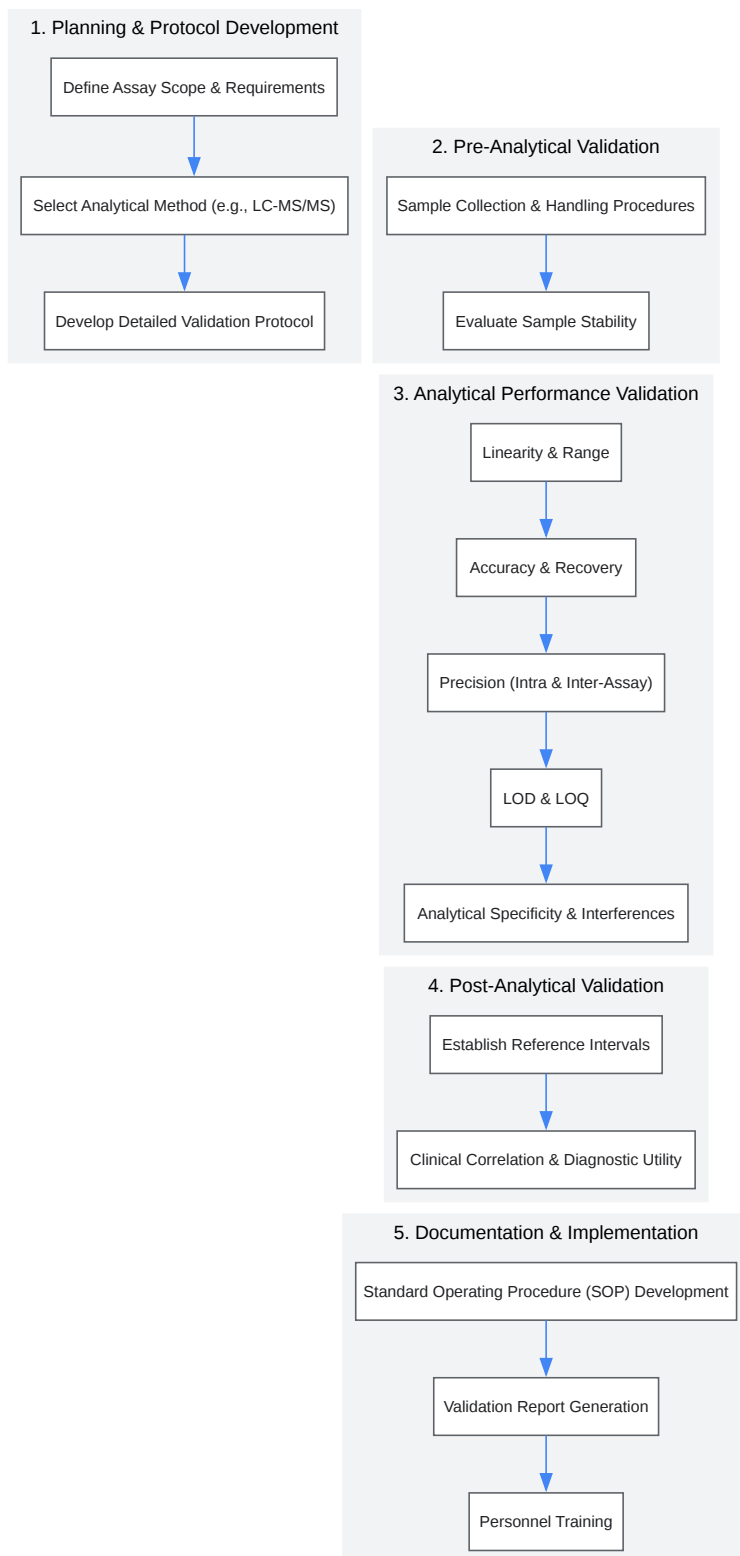 1. Planning & Protocol Development
Define Assay Scope & Requirements
Select Analytical Method (e.g., LC-MS/MS)
Develop Detailed Validation Protocol
2. Pre-Analytical Validation
Sample Collection & Handling Procedures
Evaluate Sample Stability
3. Analytical Performance Validation
Linearity & Range
Accuracy & Recovery
Precision (Intra & Inter-Assay)
LOD & LOQ
Analytical Specificity & Interferences
4. Post-Analytical Validation
Establish Reference Intervals
Clinical Correlation & Diagnostic Utility
5. Documentation & Implementation
Standard Operating Procedure (SOP) Development
Validation Report Generation
Personnel Training